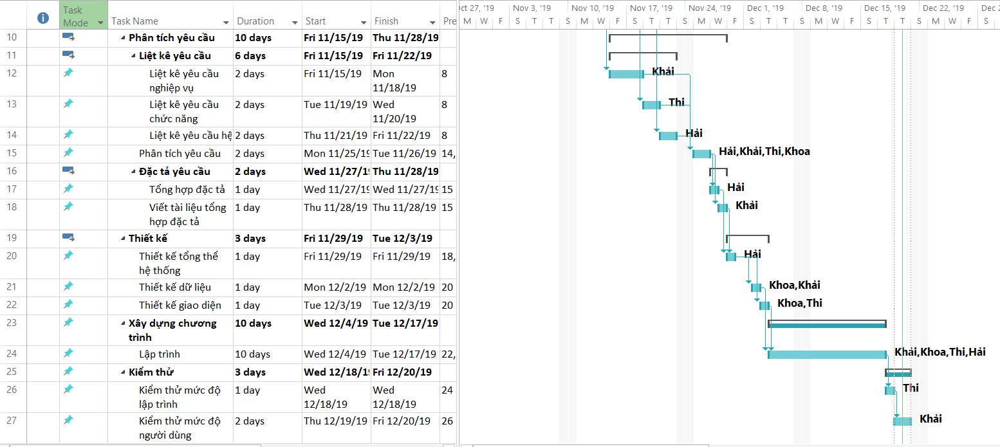 Task Mode Task Name Duration Start Finish Pre
Oct 27, '19 Nov 3, '19 Nov 10, '19 Nov 17, '19 Nov 24, '19 Dec 1, '19 Dec 8, '19 Dec 15, '19 Dec 22, '19 Dec 2
M W F S T T S M W F S T T S M W F S T T S M W F S T T S M W F S
10 Phân tích yêu cầu 10 days Fri 11/15/19 Thu 11/28/19
11 Liệt kê yêu cầu 6 days Fri 11/15/19 Fri 11/22/19
12 Liệt kê yêu cầu nghiệp vụ 2 days Fri 11/15/19 Mon 11/18/19 8 Khải
13 Liệt kê yêu cầu chức năng 2 days Tue 11/19/19 Wed 11/20/19 8 Thi
14 Liệt kê yêu cầu hệ 2 days Thu 11/21/19 Fri 11/22/19 8 Hải
15 Phân tích yêu cầu 2 days Mon 11/25/19 Tue 11/26/19 14, Hải,Khải,Thi,Khoa
16 Đặc tả yêu cầu 2 days Wed 11/27/19 Thu 11/28/19
17 Tổng hợp đặc tả 1 day Wed 11/27/19 Wed 11/27/19 15 Hải
18 Viết tài liệu tổng hợp đặc tả 1 day Thu 11/28/19 Thu 11/28/19 15 Khải
19 Thiết kế 3 days Fri 11/29/19 Tue 12/3/19
20 Thiết kế tổng thể hệ thống 1 day Fri 11/29/19 Fri 11/29/19 18, Hải
21 Thiết kế dữ liệu 1 day Mon 12/2/19 Mon 12/2/19 20 Khoa,Khải
22 Thiết kế giao diện 1 day Tue 12/3/19 Tue 12/3/19 20 Khoa,Thi
23 Xây dựng chương trình 10 days Wed 12/4/19 Tue 12/17/19
24 Lập trình 10 days Wed 12/4/19 Tue 12/17/19 22, Khải,Khoa,Thi,Hải
25 Kiểm thử 3 days Wed 12/18/19 Fri 12/20/19
26 Kiểm thử mức độ lập trình 1 day Wed 12/18/19 Wed 12/18/19 24 Thi
27 Kiểm thử mức độ người dùng 2 days Thu 12/19/19 Fri 12/20/19 26 Khải